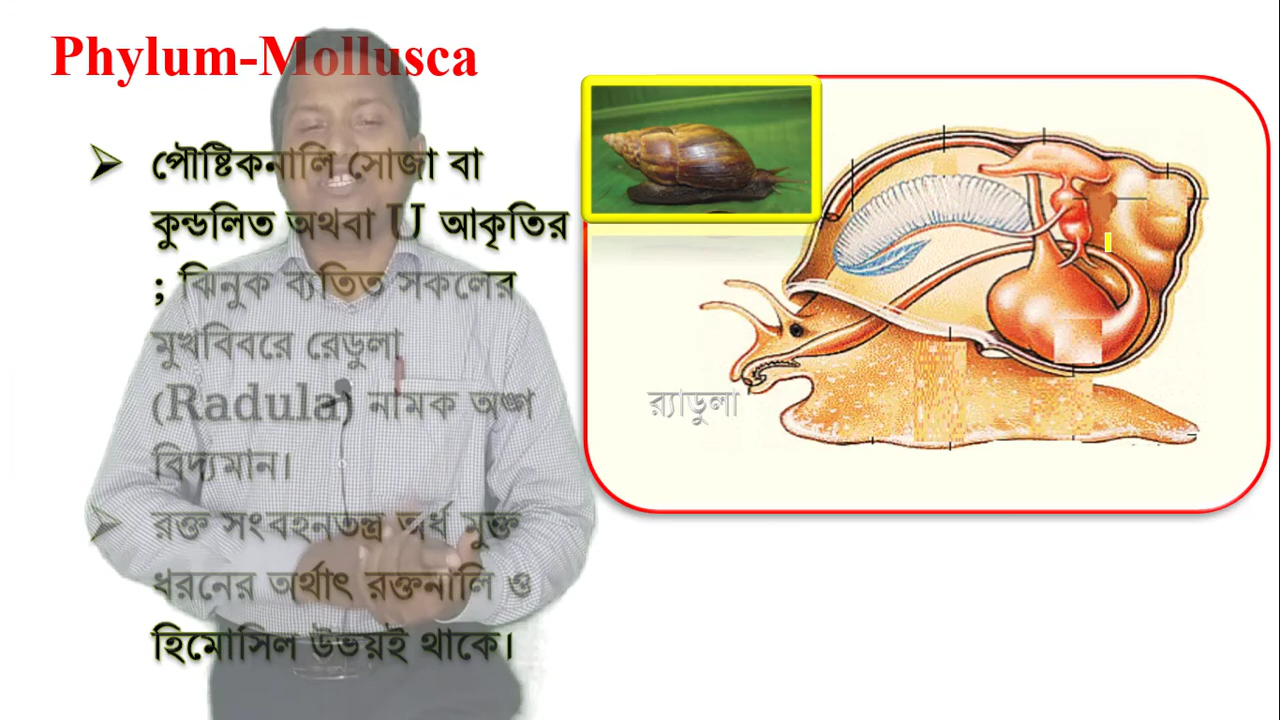 Phylum-Mollusca
➢ পৌষ্টিকনালি সোজা বা
কুন্ডলিত অথবা U আকৃতির
; ঝিনুক ব্যতিত সকলের
মুখবিবরে রেডুলা
(Radula) নামক অঙ্গ
বিদ্যমান।
➢ রক্ত সংবহনতন্ত্র অর্ধ মুক্ত
ধরনের অর্থাৎ রক্তনালি ও
হিমোসিল উভয়ই থাকে।
র‍্যাডুলা